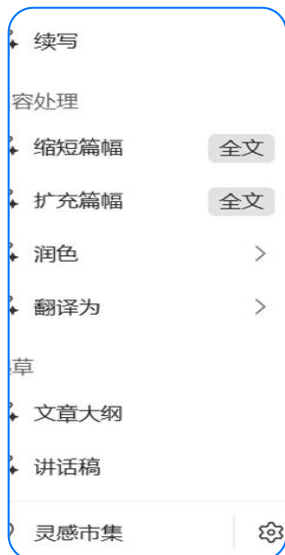 续写
容处理
缩短篇幅 全文
扩充篇幅 全文
润色
翻译为
草
文章大纲
讲话稿
灵感市集